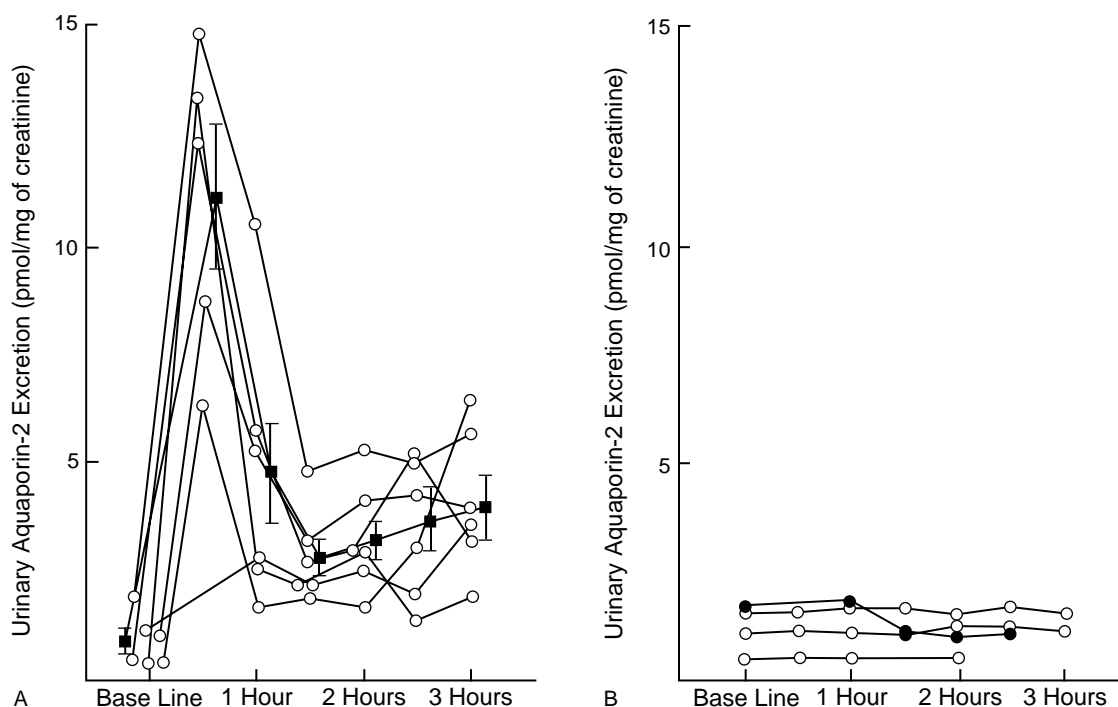 Urinary Aquaporin-2 Excretion (pmol/mg of creatinine)
15
10
5
A
Base Line 1 Hour 2 Hours 3 Hours
Urinary Aquaporin-2 Excretion (pmol/mg of creatinine)
15
10
5
B
Base Line 1 Hour 2 Hours 3 Hours